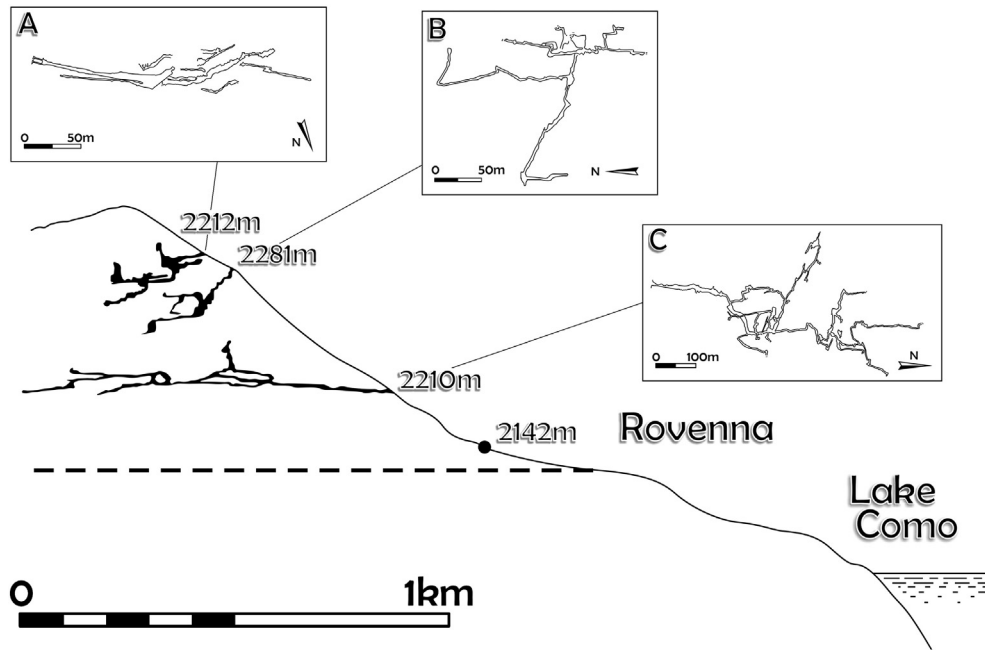 A
0 50m
N
B
0 50m
N
2212m
2281m
C
0 100m
N
2210m
2142m
Rovenna
Lake
Como
0 1km